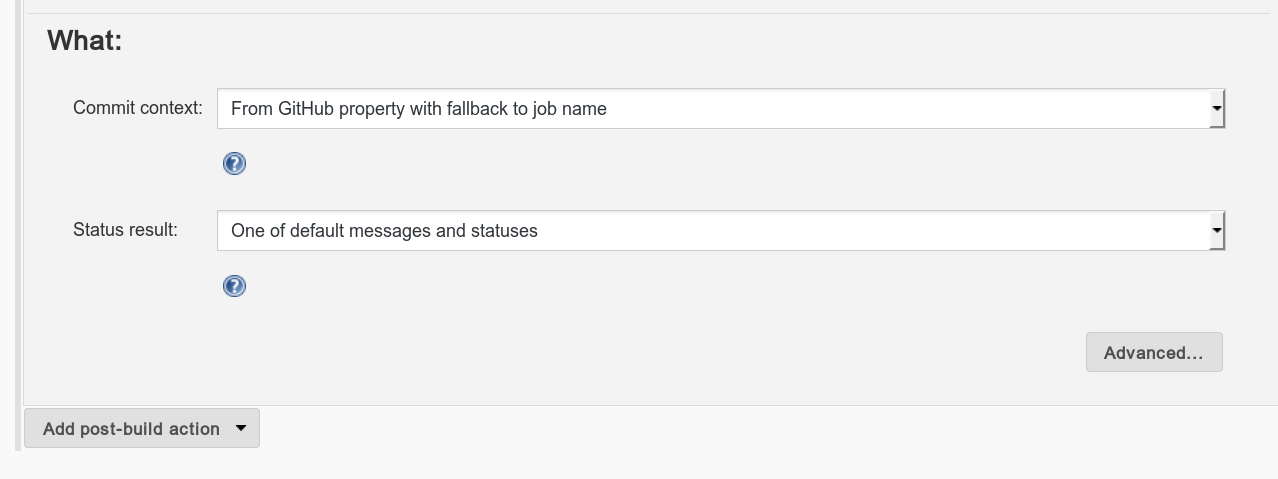 What:
Commit context: From GitHub property with fallback to job name
?
Status result: One of default messages and statuses
?
Advanced...
Add post-build action